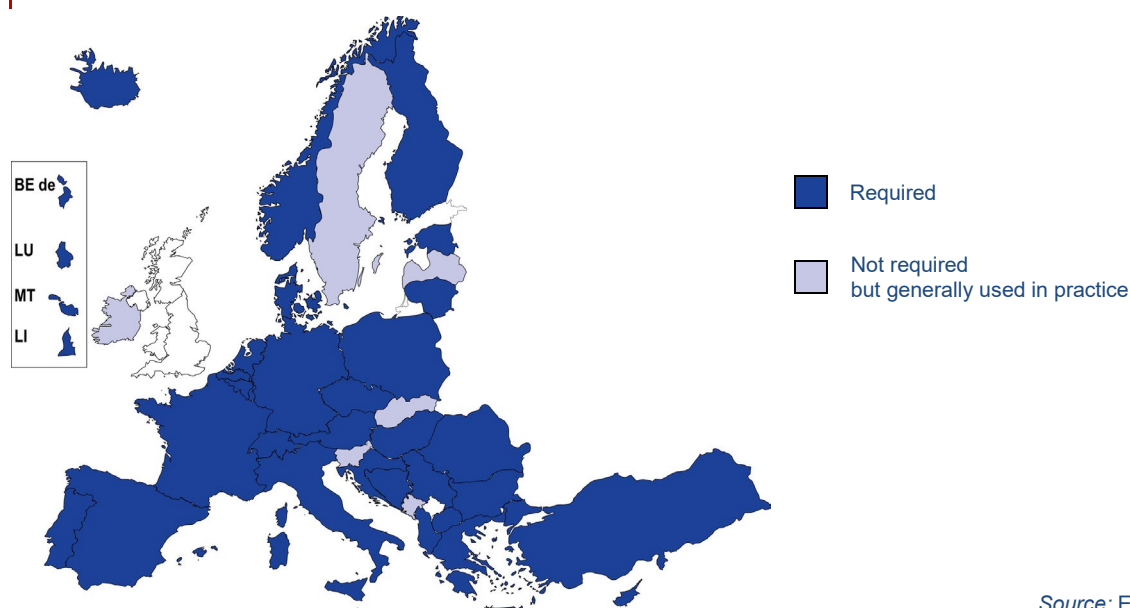 BE de
LU
MT
LI
Required
Not required
but generally used in practice
Source: E